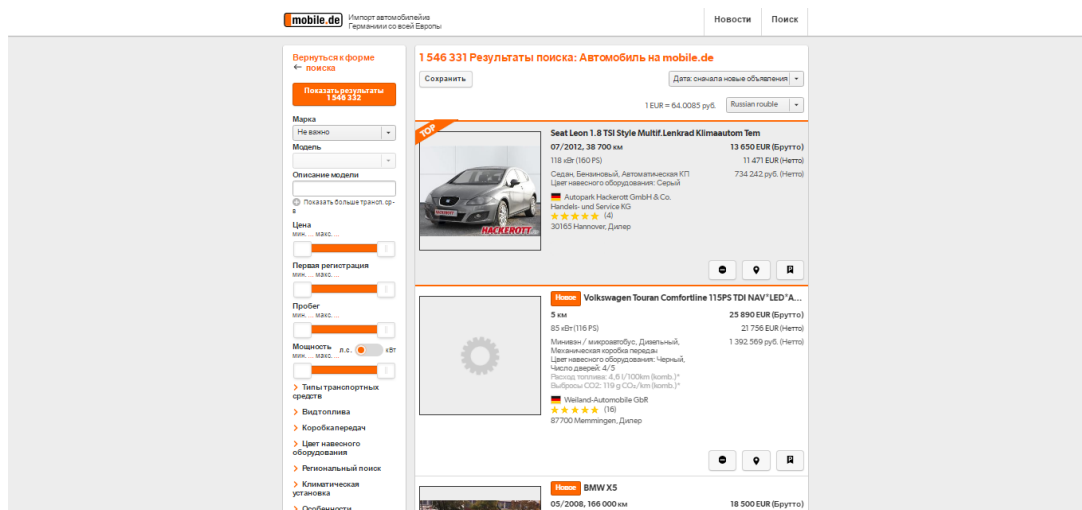 mobile.de
Импорт автомобилейиз
Германиии со всей Европы
Новости Поиск
Вернуться к форме
← поиска
Показать результаты
1 546 332
Марка
Не важно
Модель
Описание модели
Показать больше трансп. ср-
в
Цена
мин. ... макс. ...
Первая регистрация
мин. ... макс. ...
Пробег
мин. ... макс. ...
Мощность л.с. кВт
мин. ... макс. ...
Типы транспортных
средств
Вид топлива
Коробка передач
Цвет навесного
оборудования
Региональный поиск
Климатическая
установка
Особенности
1 546 331 Результаты поиска: Автомобиль на mobile.de
Сохранить
Дата: сначала новые объявления
1 EUR = 64.0085 руб. Russian rouble
TOP
HACKEROTT
HACKEROTT
Seat Leon 1.8 TSI Style Multif.Lenkrad Klimaautom Tem
07/2012, 38 700 км 13 650 EUR (Брутто)
118 кВт (160 PS) 11 471 EUR (Нетто)
Седан, Бензиновый, Автоматическая КП 734 242 руб. (Нетто)
Цвет навесного оборудования: Серый
Autopark Hackerott GmbH & Co.
Handels- und Service KG
(4)
30165 Hannover, Дилер
Новое Volkswagen Touran Comfortline 115PS TDI NAV*LED*A...
5 км 25 890 EUR (Брутто)
85 кВт (116 PS) 21 756 EUR (Нетто)
Минивэн / микроавтобус, Дизельный, 1 392 569 руб. (Нетто)
Механическая коробка передач
Цвет навесного оборудования: Черный,
Число дверей: 4/5
Расход топлива: 4,6 l/100km (komb.)*
Выбросы CO2: 119 g CO₂/km (komb.)*
Weiland-Automobile GbR
(16)
87700 Memmingen, Дилер
Новое BMW X5
05/2008, 166 000 км 18 500 EUR (Брутто)